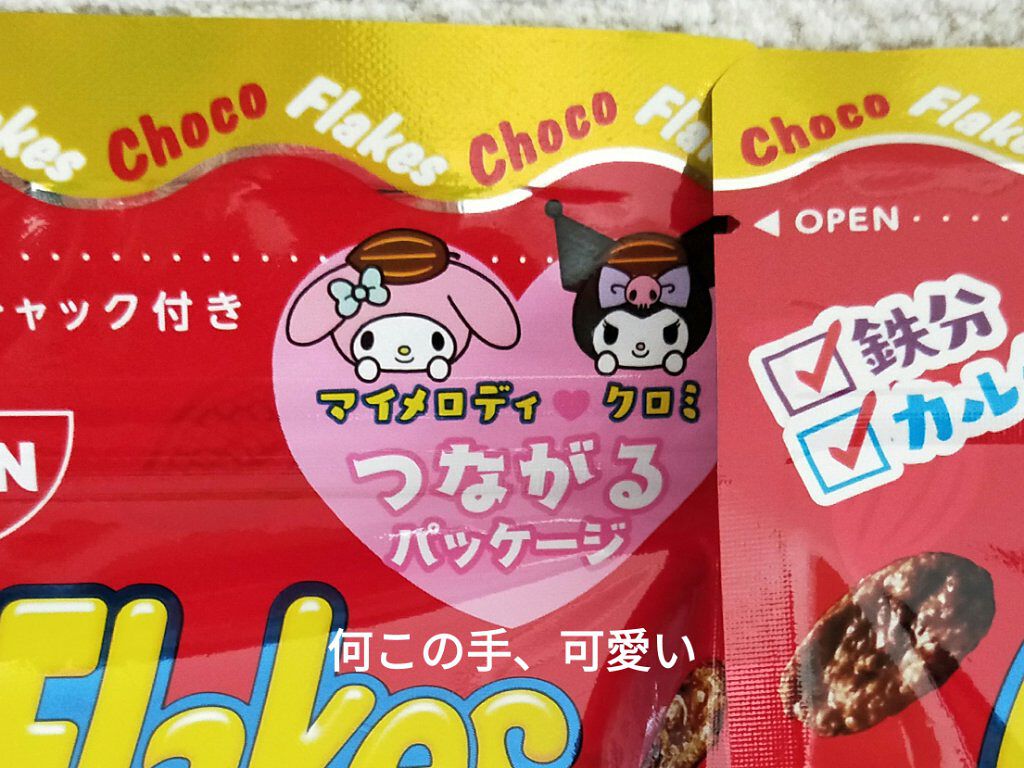 Choco Flakes Choco
Choco Flakes
OPEN
チャック付き
鉄分
マイメロディ クロミ
つながる
パッケージ
Flakes
何この手、可愛い